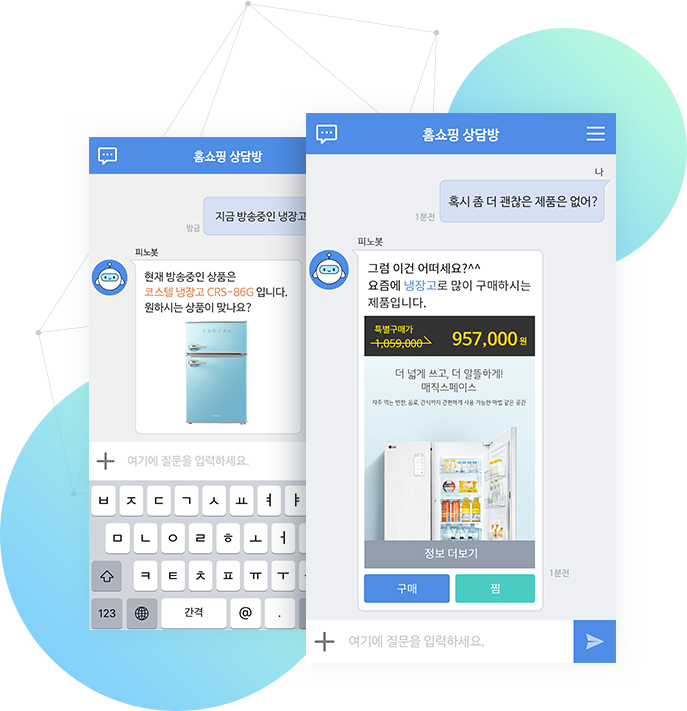 홈쇼핑 상담방
지금 방송중인 냉장고
방금
피노봇
현재 방송중인 상품은
코스텔 냉장고 CRS-86G 입니다.
원하시는 상품이 맞나요?
여기에 질문을 입력하세요.
ㅂ ㅈ ㄷ ㄱ ㅅ ㅛ ㅕ ㅑ
ㅁ ㄴ ㅇ ㄹ ㅎ ㅗ ㅓ
ㅋ ㅌ ㅊ ㅍ ㅠ ㅜ
123 간격 @ .
홈쇼핑 상담방
나
혹시 좀 더 괜찮은 제품은 없어?
1분전
피노봇
그럼 이건 어떠세요?^^
요즘에 냉장고로 많이 구매하시는
제품입니다.
특별구매가
1,059,000
957,000원
더 넓게 쓰고, 더 알뜰하게!
매직스페이스
자주 먹는 반찬, 음료, 간식까지 간편하게 사용 가능한 마법 같은 공간
LG
정보 더보기
구매 찜
1분전
여기에 질문을 입력하세요.